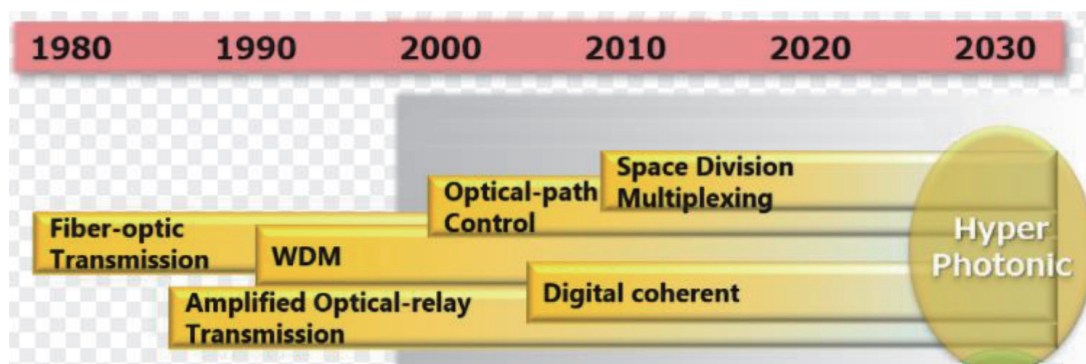 1980 1990 2000 2010 2020 2030
Space Division
Multiplexing
Optical-path
Control
Fiber-optic
Transmission
WDM
Hyper
Photonic
Digital coherent
Amplified Optical-relay
Transmission